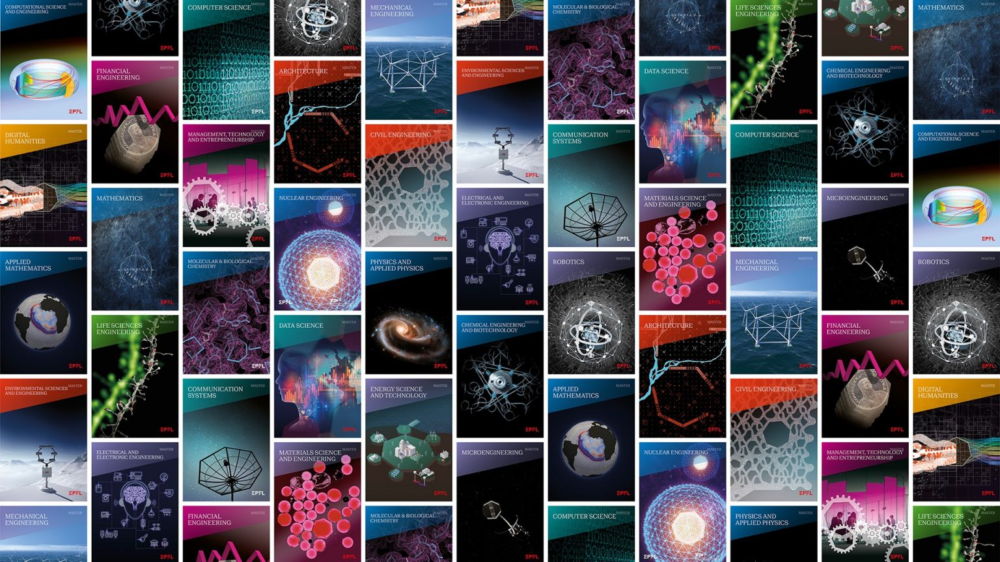 COMPUTATIONAL SCIENCE
AND ENGINEERING
MASTER
EPFL
DIGITAL
HUMANITIES
MASTER
EPFL
APPLIED
MATHEMATICS
MASTER
EPFL
ENVIRONMENTAL SCIENCES
AND ENGINEERING
MASTER
EPFL
MECHANICAL
ENGINEERING
MASTER
EPFL
FINANCIAL
ENGINEERING
MASTER
EPFL
MATHEMATICS
MASTER
EPFL
LIFE SCIENCES
ENGINEERING
MASTER
EPFL
ELECTRICAL AND
ELECTRONIC ENGINEERING
MASTER
EPFL
COMPUTER SCIENCE
MASTER
EPFL
MANAGEMENT, TECHNOLOGY
AND ENTREPRENEURSHIP
MASTER
EPFL
MOLECULAR & BIOLOGICAL
CHEMISTRY
MASTER
EPFL
COMMUNICATION
SYSTEMS
MASTER
EPFL
FINANCIAL
ENGINEERING
MASTER
EPFL
ARCHITECTURE
MASTER
EPFL
NUCLEAR ENGINEERING
MASTER
EPFL
ETH
DATA SCIENCE
MASTER
EPFL
MATERIALS SCIENCE
AND ENGINEERING
MASTER
EPFL
MECHANICAL
ENGINEERING
MASTER
EPFL
CIVIL ENGINEERING
MASTER
EPFL
PHYSICS AND
APPLIED PHYSICS
MASTER
EPFL
ENERGY SCIENCE
AND TECHNOLOGY
MASTER
EPFL
MOLECULAR & BIOLOGICAL
CHEMISTRY
MASTER
EPFL
ENVIRONMENTAL SCIENCES
AND ENGINEERING
MASTER
EPFL
ELECTRICAL AND
ELECTRONIC ENGINEERING
MASTER
EPFL
CHEMICAL ENGINEERING
AND BIOTECHNOLOGY
MASTER
EPFL
MICROENGINEERING
MASTER
EPFL
MOLECULAR & BIOLOGICAL
CHEMISTRY
MASTER
EPFL
COMMUNICATION
SYSTEMS
MASTER
EPFL
ROBOTICS
MASTER
EPFL
APPLIED
MATHEMATICS
MASTER
EPFL
COMPUTER SCIENCE
MASTER
EPFL
DATA SCIENCE
MASTER
EPFL
MATERIALS SCIENCE
AND ENGINEERING
MASTER
EPFL
ARCHITECTURE
MASTER
EPFL
NUCLEAR ENGINEERING
MASTER
EPFL
ETH
LIFE SCIENCES
ENGINEERING
MASTER
EPFL
COMPUTER SCIENCE
MASTER
EPFL
MECHANICAL
ENGINEERING
MASTER
EPFL
CIVIL ENGINEERING
MASTER
EPFL
PHYSICS AND
APPLIED PHYSICS
MASTER
EPFL
CHEMICAL ENGINEERING
AND BIOTECHNOLOGY
MASTER
EPFL
MICROENGINEERING
MASTER
EPFL
FINANCIAL
ENGINEERING
MASTER
EPFL
MANAGEMENT, TECHNOLOGY
AND ENTREPRENEURSHIP
MASTER
EPFL
MATHEMATICS
MASTER
EPFL
COMPUTATIONAL SCIENCE
AND ENGINEERING
MASTER
EPFL
ROBOTICS
MASTER
EPFL
DIGITAL
HUMANITIES
MASTER
EPFL
LIFE SCIENCES
ENGINEERING
MASTER